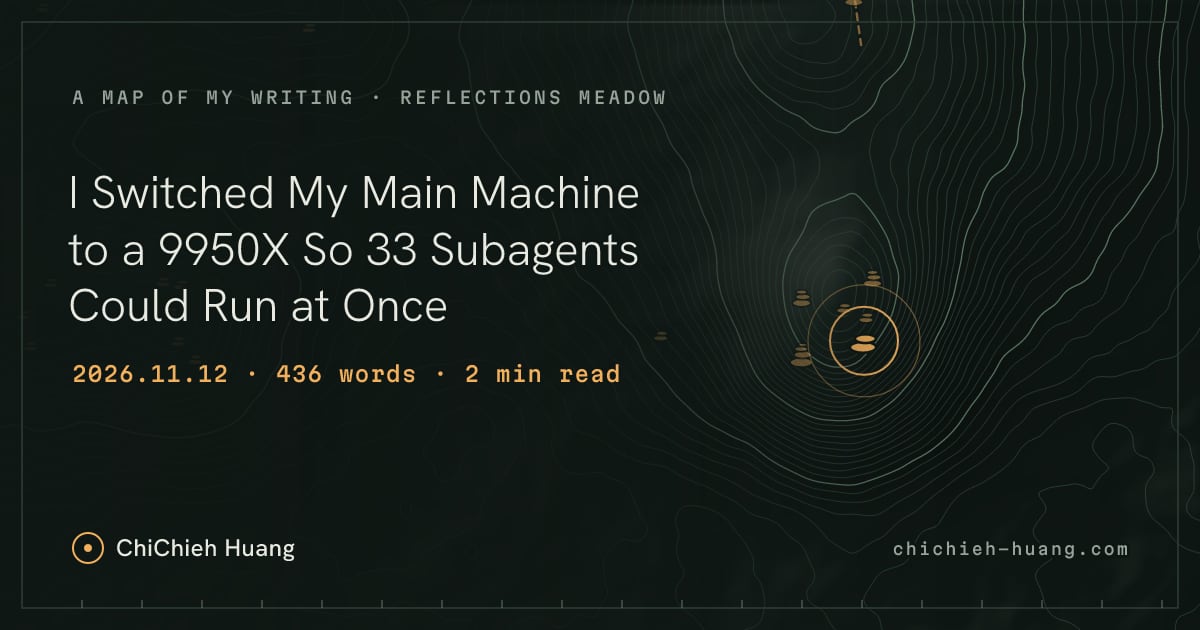 A MAP OF MY WRITING · REFLECTIONS MEADOW
I Switched My Main Machine
to a 9950X So 33 Subagents
Could Run at Once
2026.11.12 · 436 words · 2 min read
ChiChieh Huang
chichieh-huang.com